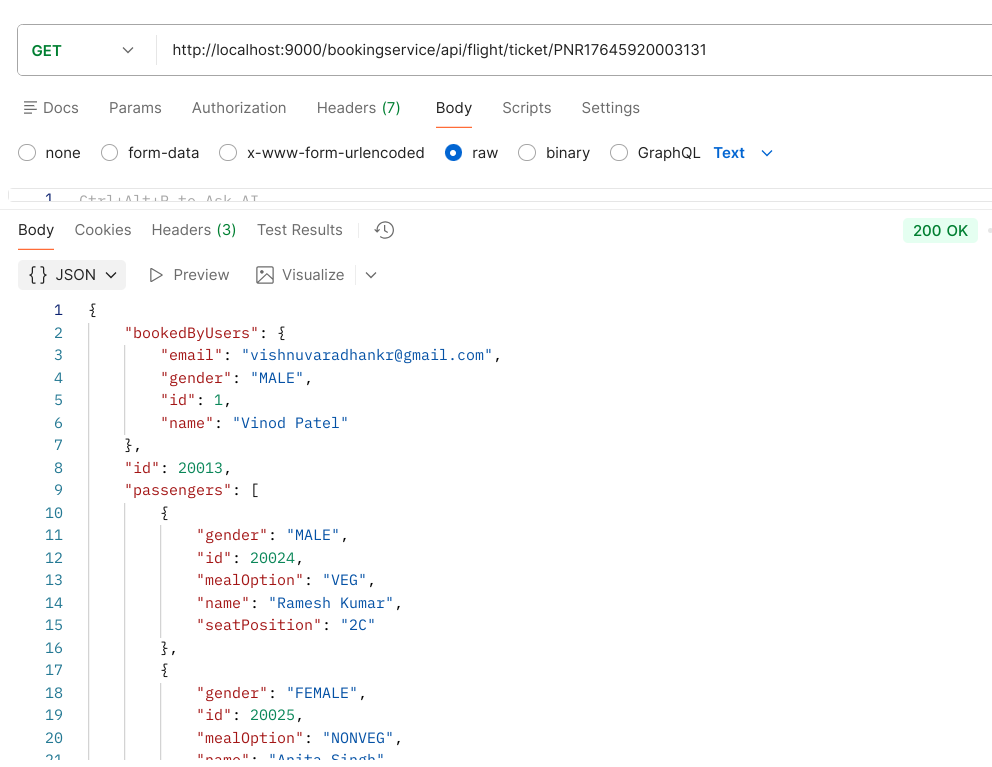 GET http://localhost:9000/bookingservice/api/flight/ticket/PNR17645920003131
Docs Params Authorization Headers (7) Body Scripts Settings
none form-data x-www-form-urlencoded raw binary GraphQL Text
1 Ctrl+Alt+P to Ask AI
Body Cookies Headers (3) Test Results 200 OK
{} JSON Preview Visualize
1 {
2 "bookedByUsers": {
3 "email": "vishnuvaradhankr@gmail.com",
4 "gender": "MALE",
5 "id": 1,
6 "name": "Vinod Patel"
7 },
8 "id": 20013,
9 "passengers": [
10 {
11 "gender": "MALE",
12 "id": 20024,
13 "mealOption": "VEG",
14 "name": "Ramesh Kumar",
15 "seatPosition": "2C"
16 },
17 {
18 "gender": "FEMALE",
19 "id": 20025,
20 "mealOption": "NONVEG",
21 "name": "Anita Singh"